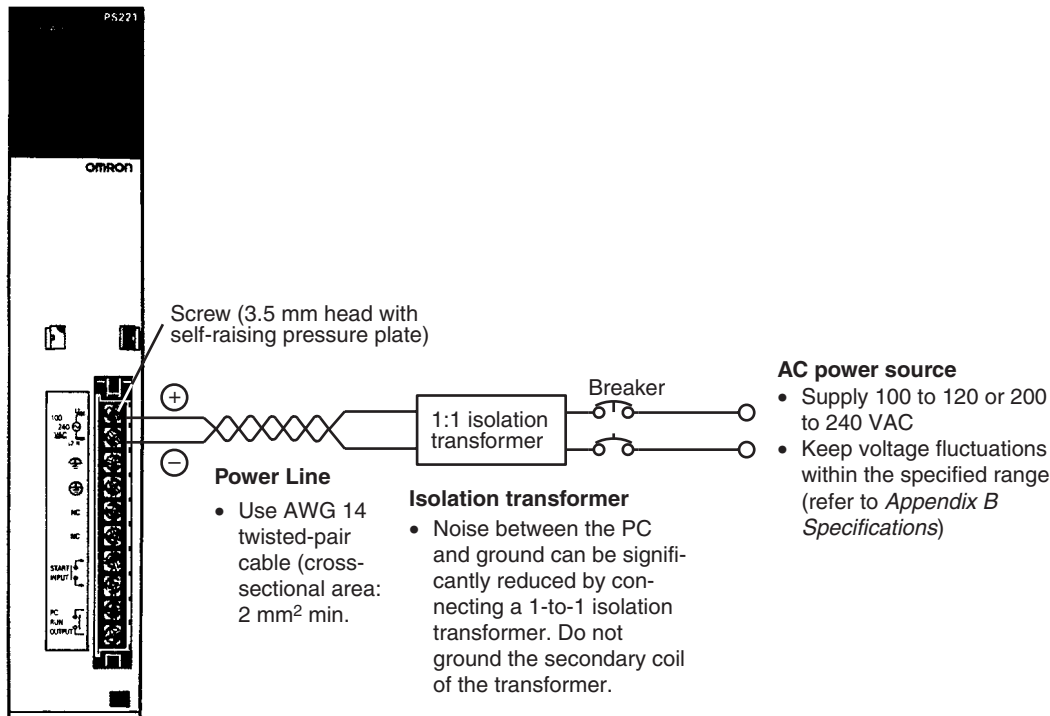 PS221
OMRON
Screw (3.5 mm head with
self-raising pressure plate)
100
240
VAC
L2
NC
NC
START
INPUT
PC
RUN
OUTPUT
+
−
Power Line
• Use AWG 14
twisted-pair
cable (cross-
sectional area:
2 mm² min.
1:1 isolation
transformer
Isolation transformer
• Noise between the PC
and ground can be signifi-
cantly reduced by con-
necting a 1-to-1 isolation
transformer. Do not
ground the secondary coil
of the transformer.
Breaker
AC power source
• Supply 100 to 120 or 200
to 240 VAC
• Keep voltage fluctuations
within the specified range
(refer to Appendix B
Specifications)